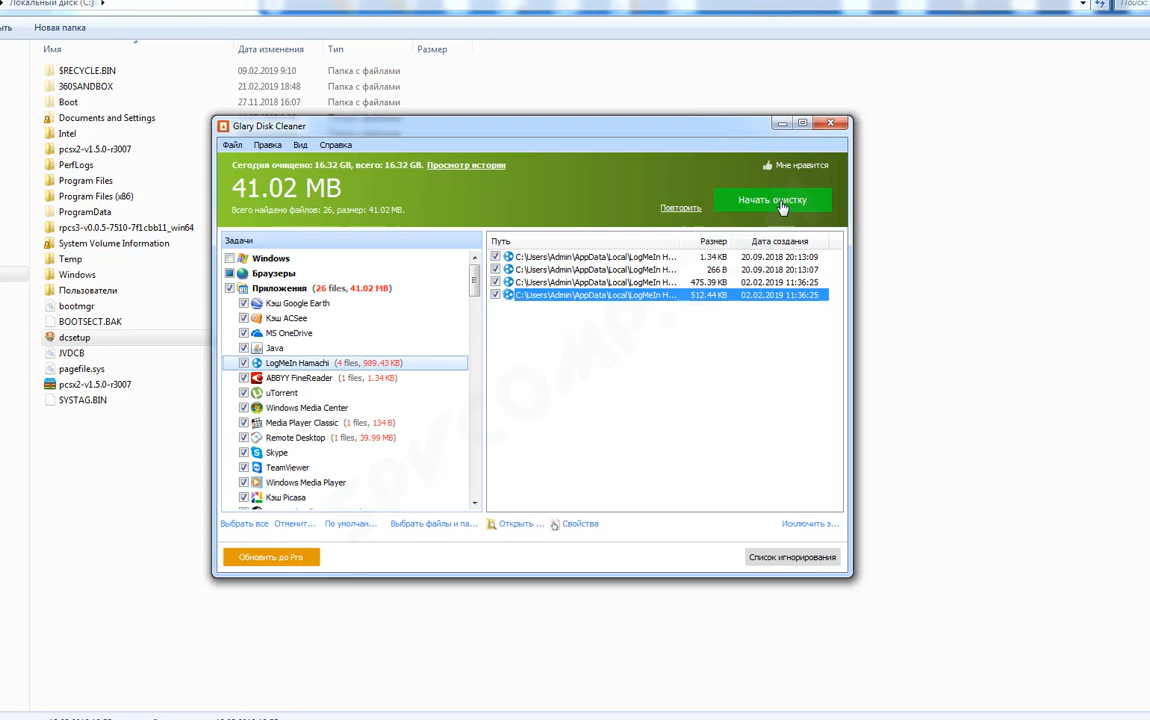 Локальный диск (C:)
Поиск:
ыть Новая папка
Имя Дата изменения Тип Размер
$RECYCLE.BIN 09.02.2019 9:10 Папка с файлами
360SANDBOX 21.02.2019 18:48 Папка с файлами
Boot 27.11.2018 16:07 Папка с файлами
Documents and Settings
Intel
pcsx2-v1.5.0-r3007
PerfLogs
Program Files
Program Files (x86)
ProgramData
rpcs3-v0.0.5-7510-7f1cbb11_win64
System Volume Information
Temp
Windows
Пользователи
bootmgr
BOOTSECT.BAK
dcsetup
JVDCB
pagefile.sys
pcsx2-v1.5.0-r3007
SYSTAG.BIN
Glary Disk Cleaner
Файл Правка Вид Справка
Сегодня очищено: 16.32 GB, всего: 16.32 GB. Просмотр истории
Мне нравится
41.02 MB
Всего найдено файлов: 26, размер: 41.02 MB.
Повторить
Начать очистку
Задачи
Windows
Браузеры
Приложения (26 files, 41.02 MB)
Кэш Google Earth
Кэш ACSee
MS OneDrive
Java
LogMeIn Hamachi (4 files, 989.43 KB)
ABBYY FineReader (1 files, 1.34 KB)
uTorrent
Windows Media Center
Media Player Classic (1 files, 134 B)
Remote Desktop (1 files, 39.99 MB)
Skype
TeamViewer
Windows Media Player
Кэш Picasa
Путь Размер Дата создания
C:\Users\Admin\AppData\Local\LogMeIn H... 1.34 KB 20.09.2018 20:13:09
C:\Users\Admin\AppData\Local\LogMeIn H... 266 B 20.09.2018 20:13:07
C:\Users\Admin\AppData\Local\LogMeIn H... 475.39 KB 02.02.2019 11:36:25
C:\Users\Admin\AppData\Local\LogMeIn H... 512.44 KB 02.02.2019 11:36:25
Выбрать все Отменит... По умолчан... Выбрать файлы и па... Открыть ... Свойства Исключить з...
Обновить до Pro
Список игнорирования